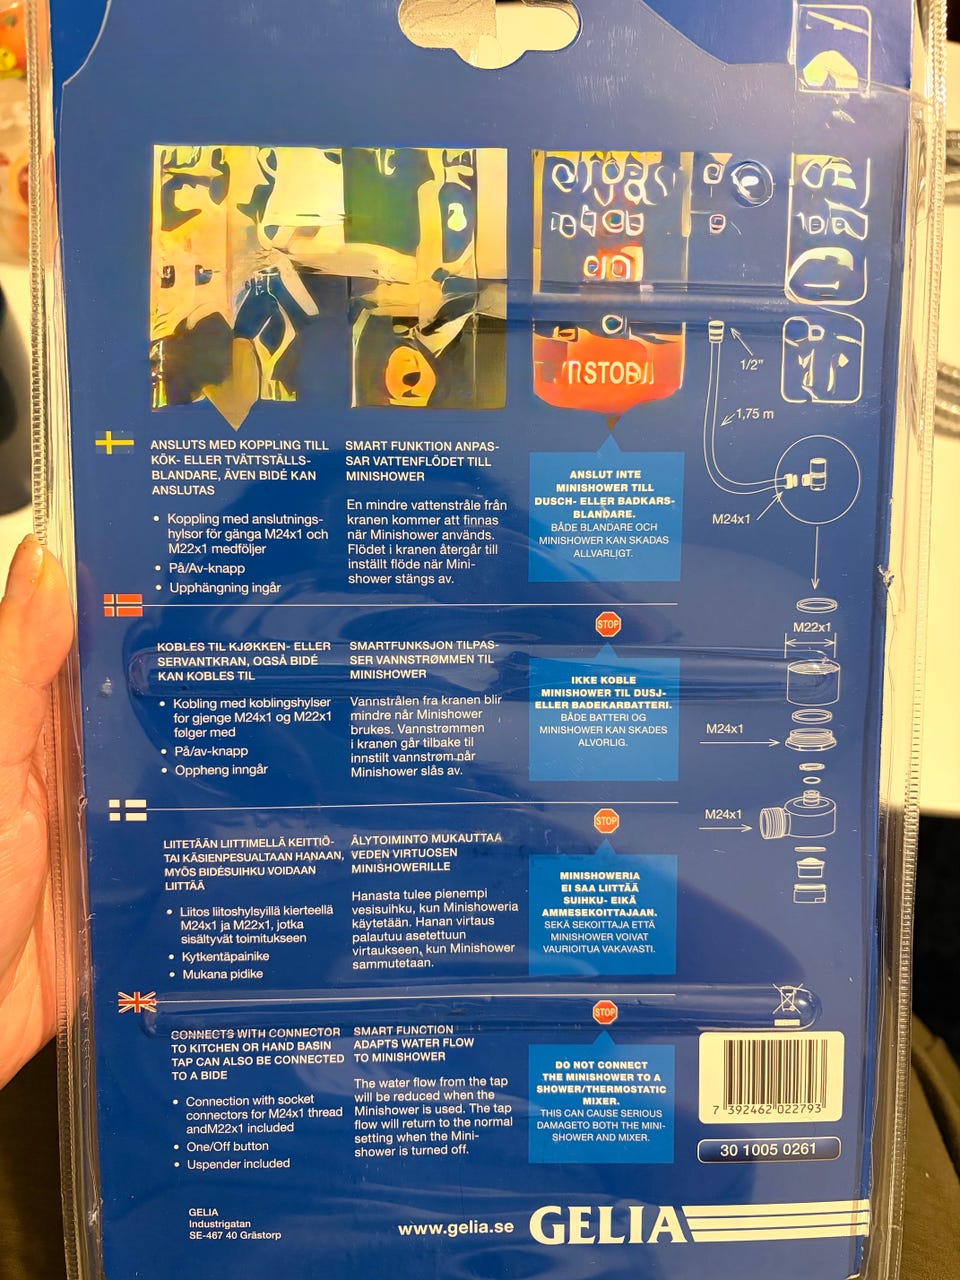 1/2"
1,75 m
M24x1
M22x1
M24x1
M24x1
ANSLUTS MED KOPPLING TILL
KÖK- ELLER TVÄTTSTÄLLS-
BLANDARE, ÄVEN BIDÉ KAN
ANSLUTAS
• Koppling med anslutnings-
hylsor för gänga M24x1 och
M22x1 medföljer
• På/Av-knapp
• Upphängning ingår
SMART FUNKTION ANPAS-
SAR VATTENFLÖDET TILL
MINISHOWER
En mindre vattenstråle från
kranen kommer att finnas
när Minishower används.
Flödet i kranen återgår till
inställt flöde när Mini-
shower stängs av.
ANSLUT INTE
MINISHOWER TILL
DUSCH- ELLER BADKARS-
BLANDARE.
BÅDE BLANDARE OCH
MINISHOWER KAN SKADAS
ALLVARLIGT.
KOBLES TIL KJØKKEN- ELLER
SERVANTKRAN, OGSÅ BIDÉ
KAN KOBLES TIL
• Kobling med koblingshylser
for gjenge M24x1 og M22x1
følger med
• På/av-knapp
• Oppheng inngår
SMARTFUNKSJON TILPAS-
SER VANNSTRØMMEN TIL
MINISHOWER
Vannstrålen fra kranen blir
mindre når Minishower
brukes. Vannstrømmen
i kranen går tilbake til
innstilt vannstrøm når
Minishower slås av.
STOP
IKKE KOBLE
MINISHOWER TIL DUSJ-
ELLER BADEKARBATTERI.
BÅDE BATTERI OG
MINISHOWER KAN SKADES
ALVORLIG.
LIITETÄÄN LIITTIMELLÄ KEITTIÖ-
TAI KÄSIENPESUALTAAN HANAAN,
MYÖS BIDÉSUIHKU VOIDAAN
LIITTÄÄ
• Liitos liitoshylsyillä kierteellä
M24x1 ja M22x1, jotka
sisältyvät toimitukseen
• Kytkentäpainike
• Mukana pidike
ÄLYTOIMINTO MUKAUTTAA
VEDEN VIRTUOSEN
MINISHOWERILLE
Hanasta tulee pienempi
vesisuihku, kun Minishoweria
käytetään. Hanan virtaus
palautuu asetettuun
virtaukseen, kun Minishower
sammutetaan.
STOP
MINISHOWERIA
EI SAA LIITTÄÄ
SUIHKU- EIKÄ
AMMESEKOITTAJAAN.
SEKÄ SEKOITTAJA ETTÄ
MINISHOWER VOIVAT
VAURIOITUA VAKAVASTI.
CONNECTS WITH CONNECTOR
TO KITCHEN OR HAND BASIN
TAP CAN ALSO BE CONNECTED
TO A BIDE
• Connection with socket
connectors for M24x1 thread
andM22x1 included
• One/Off button
• Uspender included
SMART FUNCTION
ADAPTS WATER FLOW
TO MINISHOWER
The water flow from the tap
will be reduced when the
Minishower is used. The tap
flow will return to the normal
setting when the Mini-
shower is turned off.
STOP
DO NOT CONNECT
THE MINISHOWER TO A
SHOWER/THERMOSTATIC
MIXER.
THIS CAN CAUSE SERIOUS
DAMAGETO BOTH THE MINI-
SHOWER AND MIXER.
7 392462 022793
30 1005 0261
GELIA
Industrigatan
SE-467 40 Grästorp
www.gelia.se
GELIA